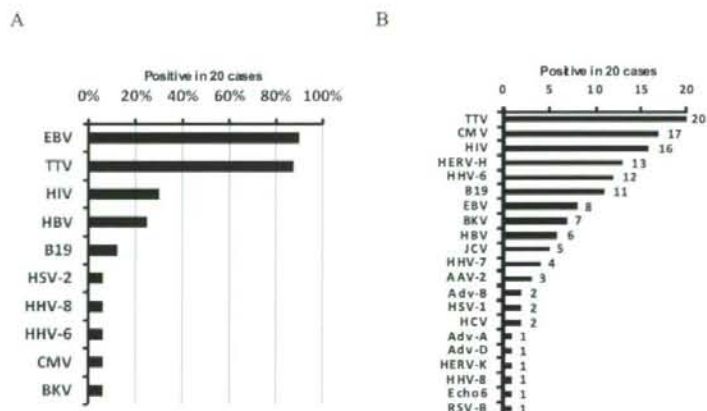 A
Positive in 20 cases
0% 20% 40% 60% 80% 100%
EBV
TTV
HIV
HBV
B19
HSV-2
HHV-8
HHV-6
CMV
BKV
B
Positive in 20 cases
0 5 10 15 20
TTV 20
CMV 17
HIV 16
HERV-H 13
HHV-6 12
B19 11
EBV 8
BKV 7
HBV 6
JCV 5
HHV-7 4
AAV-2 3
Adv-B 2
HSV-1 2
HCV 2
Adv-A 1
Adv-D 1
HERV-K 1
HHV-8 1
Echo6 1
RSV-B 1